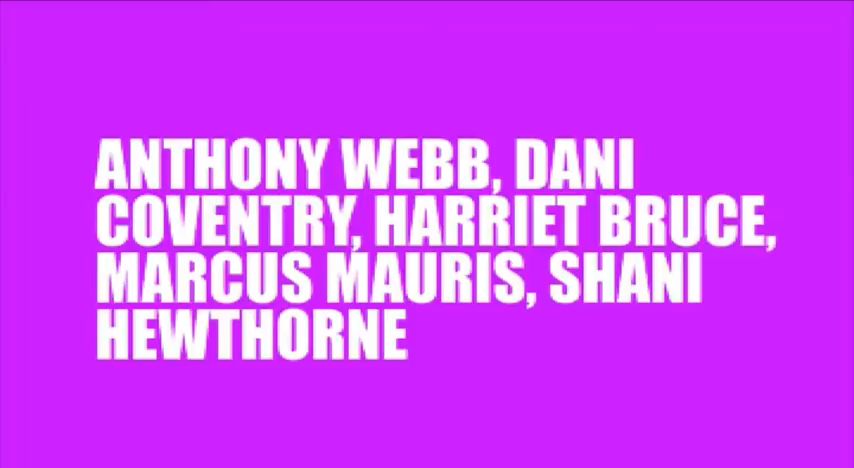 ANTHONY WEBB, DANI
COVENTRY, HARRIET BRUCE,
MARCUS MAURIS, SHANI
HEWTHORNE